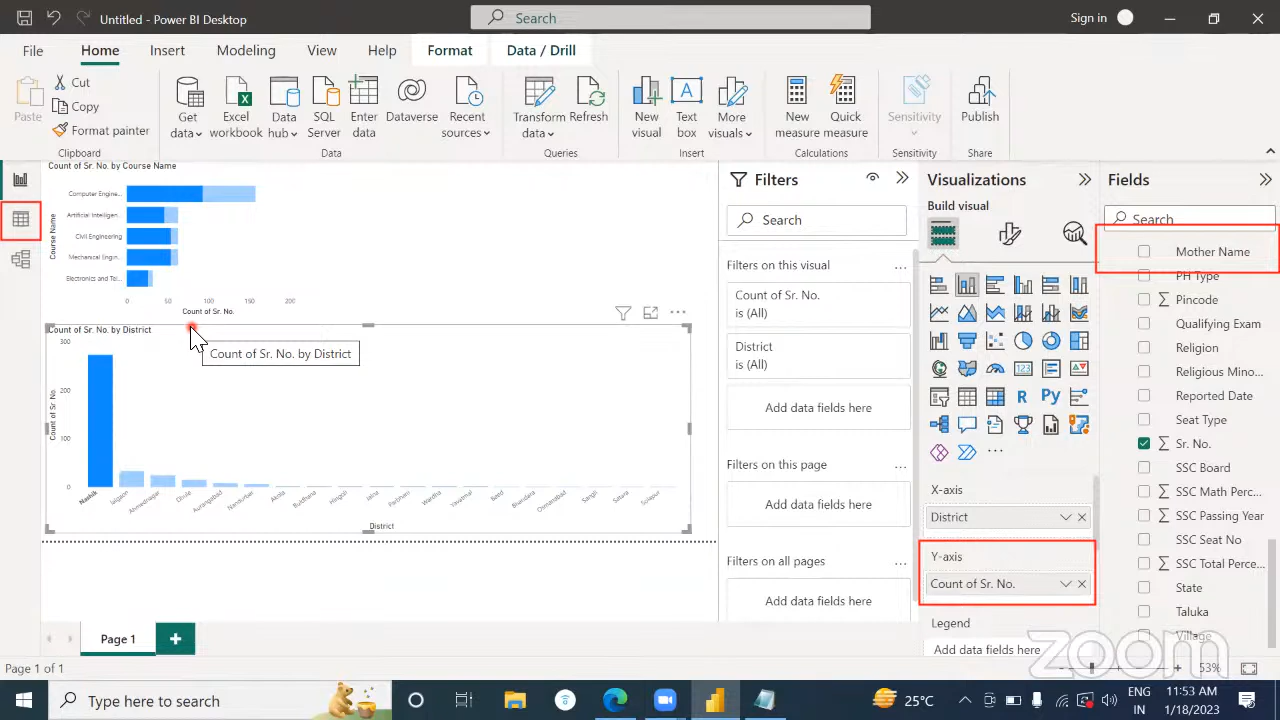 Untitled - Power BI Desktop
Search
Sign in
File
Home
Insert
Modeling
View
Help
Format
Data / Drill
Paste
Cut
Copy
Format painter
Get data
Excel workbook
Data hub
SQL Server
Enter data
Dataverse
Recent sources
Transform data
Refresh
New visual
Text box
More visuals
New measure
Quick measure
Sensitivity
Publish
Clipboard
Data
Queries
Insert
Calculations
Sensitivity
Share
Count of Sr. No. by Course Name
Course Name
Computer Engine...
Artificial Intelligen...
Civil Engineering
Mechanical Engin...
Electronics and Tel...
0 50 100 150 200
Count of Sr. No.
Count of Sr. No. by District
Count of Sr. No. by District
Count of Sr. No.
300
200
100
0
Nashik
Jalgaon
Ahmednagar
Dhule
Aurangabad
Nandurbar
Akola
Buldhana
Hingoli
Jalna
Parbhani
Wardha
Yavatmal
Beed
Bhandara
Osmanabad
Sangli
Satara
Solapur
District
Page 1
Page 1 of 1
Filters
Search
Filters on this visual
Count of Sr. No.
is (All)
District
is (All)
Add data fields here
Filters on this page
Add data fields here
Filters on all pages
Add data fields here
Visualizations
Build visual
R
Py
123
X-axis
District
Y-axis
Count of Sr. No.
Legend
Add data fields here
Fields
Search
Mother Name
PH Type
Pincode
Qualifying Exam
Religion
Religious Mino...
Reported Date
Seat Type
Sr. No.
SSC Board
SSC Math Perc...
SSC Passing Year
SSC Seat No
SSC Total Perce...
State
Taluka
Village
zoom
53%
Type here to search
25°C
ENG
IN
11:53 AM
1/18/2023